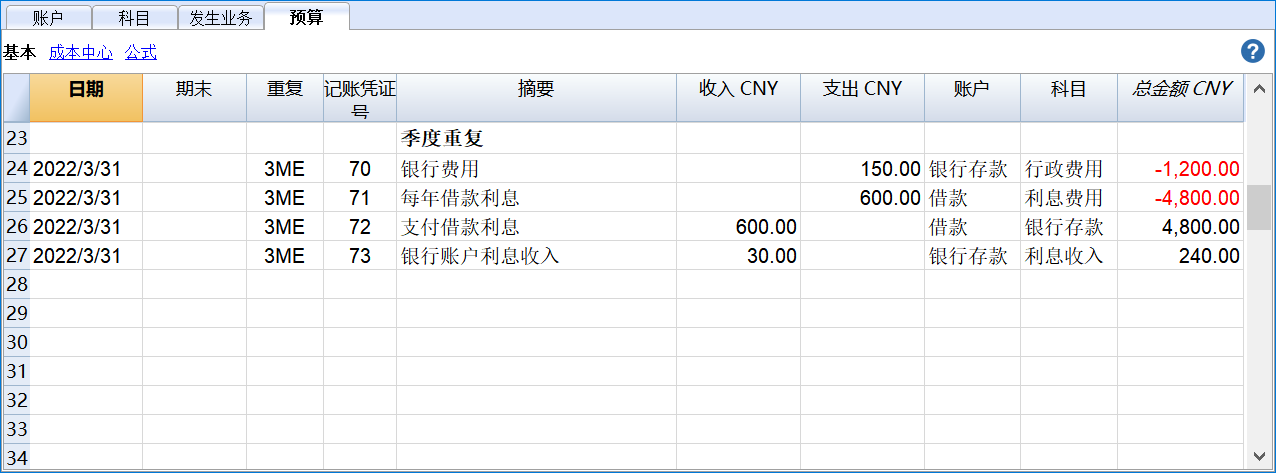 账户 科目 发生业务 预算
基本 成本中心 公式 ?
日期 期末 重复 记账凭证号 摘要 收入 CNY 支出 CNY 账户 科目 总金额 CNY
23 季度重复
24 2022/3/31 3ME 70 银行费用 150.00 银行存款 行政费用 -1,200.00
25 2022/3/31 3ME 71 每年借款利息 600.00 借款 利息费用 -4,800.00
26 2022/3/31 3ME 72 支付借款利息 600.00 借款 银行存款 4,800.00
27 2022/3/31 3ME 73 银行账户利息收入 30.00 银行存款 利息收入 240.00
28
29
30
31
32
33
34